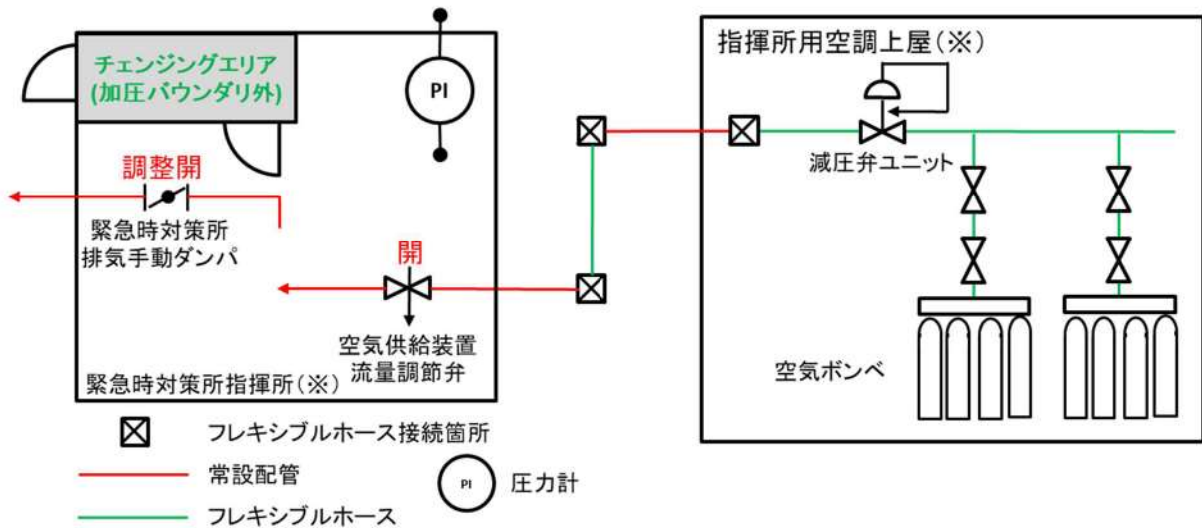 チェンジングエリア
(加圧バウンダリ外)
PI
調整開
緊急時対策所
排気手動ダンパ
開
空気供給装置
流量調節弁
緊急時対策所指揮所(※)
指揮所用空調上屋(※)
減圧弁ユニット
空気ボンベ
フレキシブルホース接続箇所
常設配管
フレキシブルホース
PI
圧力計